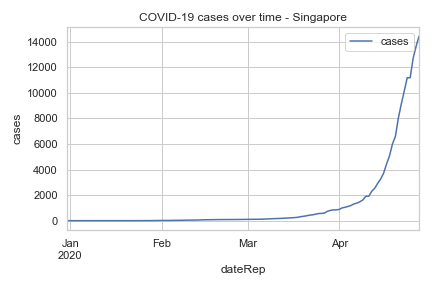 COVID-19 cases over time - Singapore
cases
14000
12000
10000
8000
6000
4000
2000
0
cases
Jan
2020
Feb
Mar
Apr
dateRep